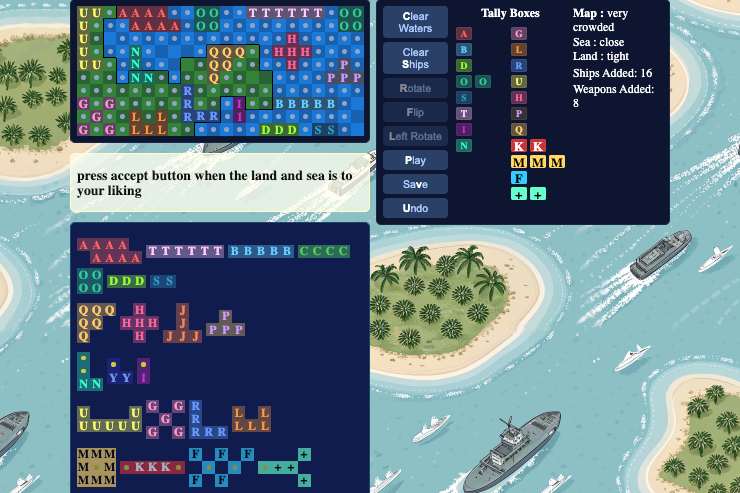 U U A A A A O O T T T T T T O O
U A A A A O O O O
U H
U N Q Q Q H H H
U U N Q Q H P
N N Q P P P
R
G G R I B B B B B
G L L R R R I
G G L L L D D D S S
press accept button when the land and sea is to
your liking
A A A A
A A A A T T T T T T B B B B B C C C C
O O
O O D D D S S
Q Q Q H J P
Q Q H H H J P P P
Q H J J J
N N Y Y I
U U G G R L L
G R
U U U U U G G R R R L L L
M M M F F F +
M M K K K F + +
M M M F F +
Clear
Waters
Clear
Ships
Rotate
Flip
Left Rotate
Play
Save
Undo
Tally Boxes
A G
B L
D R
O O U
S H
T P
I Q
N K K
M M M
F
+ +
Map : very
crowded
Sea : close
Land : tight
Ships Added: 16
Weapons Added:
8